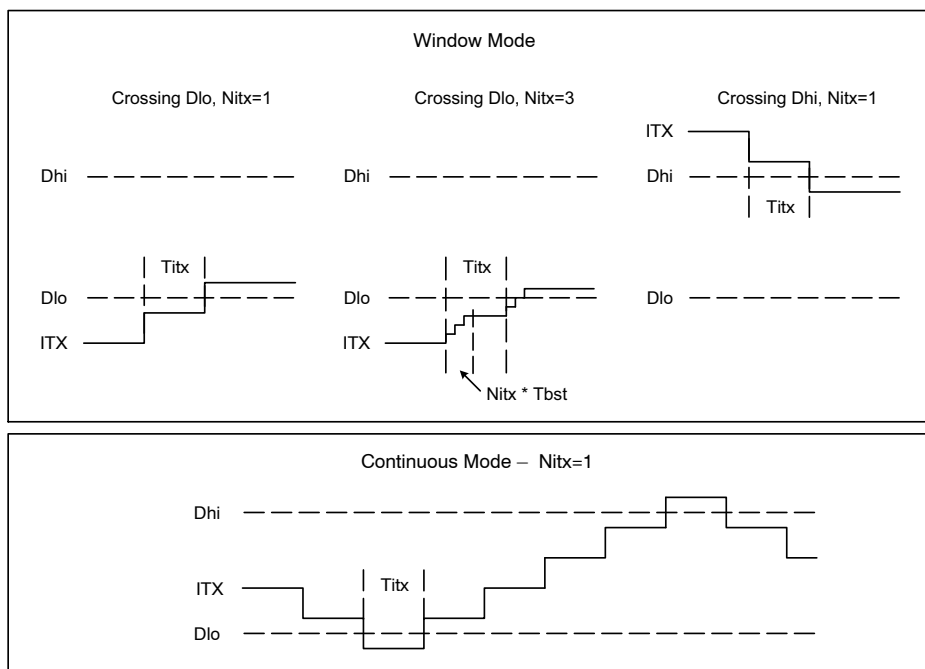 Window Mode
Crossing Dlo, Nitx=1
Crossing Dlo, Nitx=3
Crossing Dhi, Nitx=1
ITX
Dhi
Dhi
Dhi
Titx
Titx
Titx
Dlo
Dlo
Dlo
ITX
ITX
Nitx * Tbst
Continuous Mode – Nitx=1
Dhi
ITX
Titx
Dlo